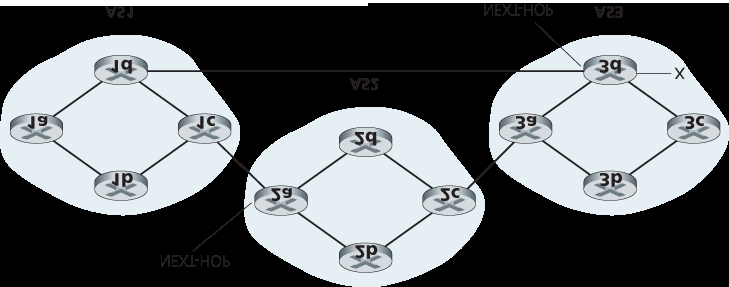 AS1
NEXT-HOP
AS3
1d
3d
X
AS2
1a
1c
2d
3a
3c
1b
2a
2c
3b
NEXT-HOP
2b